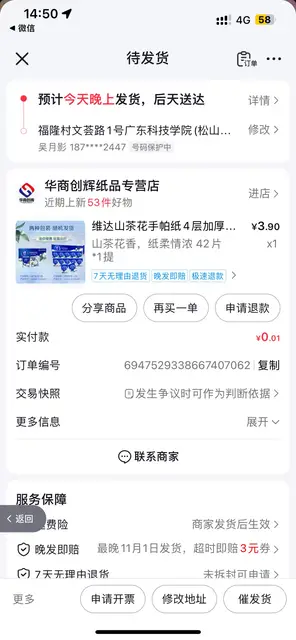 14:50
4G 58
微信
待发货
订单
预计今天晚上发货，后天送达
详情
福隆村文荟路1号广东科技学院(松山...
修改
吴月影 187****2447 号码保护中
华商创辉纸品专营店
进店
近期上新53件好物
维达山茶花手帕纸4层加厚...
¥3.90
山茶花香，纸柔情浓 42片
x1
*1提
7天无理由退货 晚发即赔 极速退款
分享商品
再买一单
申请退款
实付款
¥0.01
订单编号
6947529338667407062 复制
交易快照
发生争议时可作为判断依据
更多信息
展开
联系商家
服务保障
返回
费险
商家发货后生效
晚发即赔
最晚11月1日发货，超时即赔3元券
7天无理由退货
未拆封可申请
更多
申请开票
修改地址
催发货